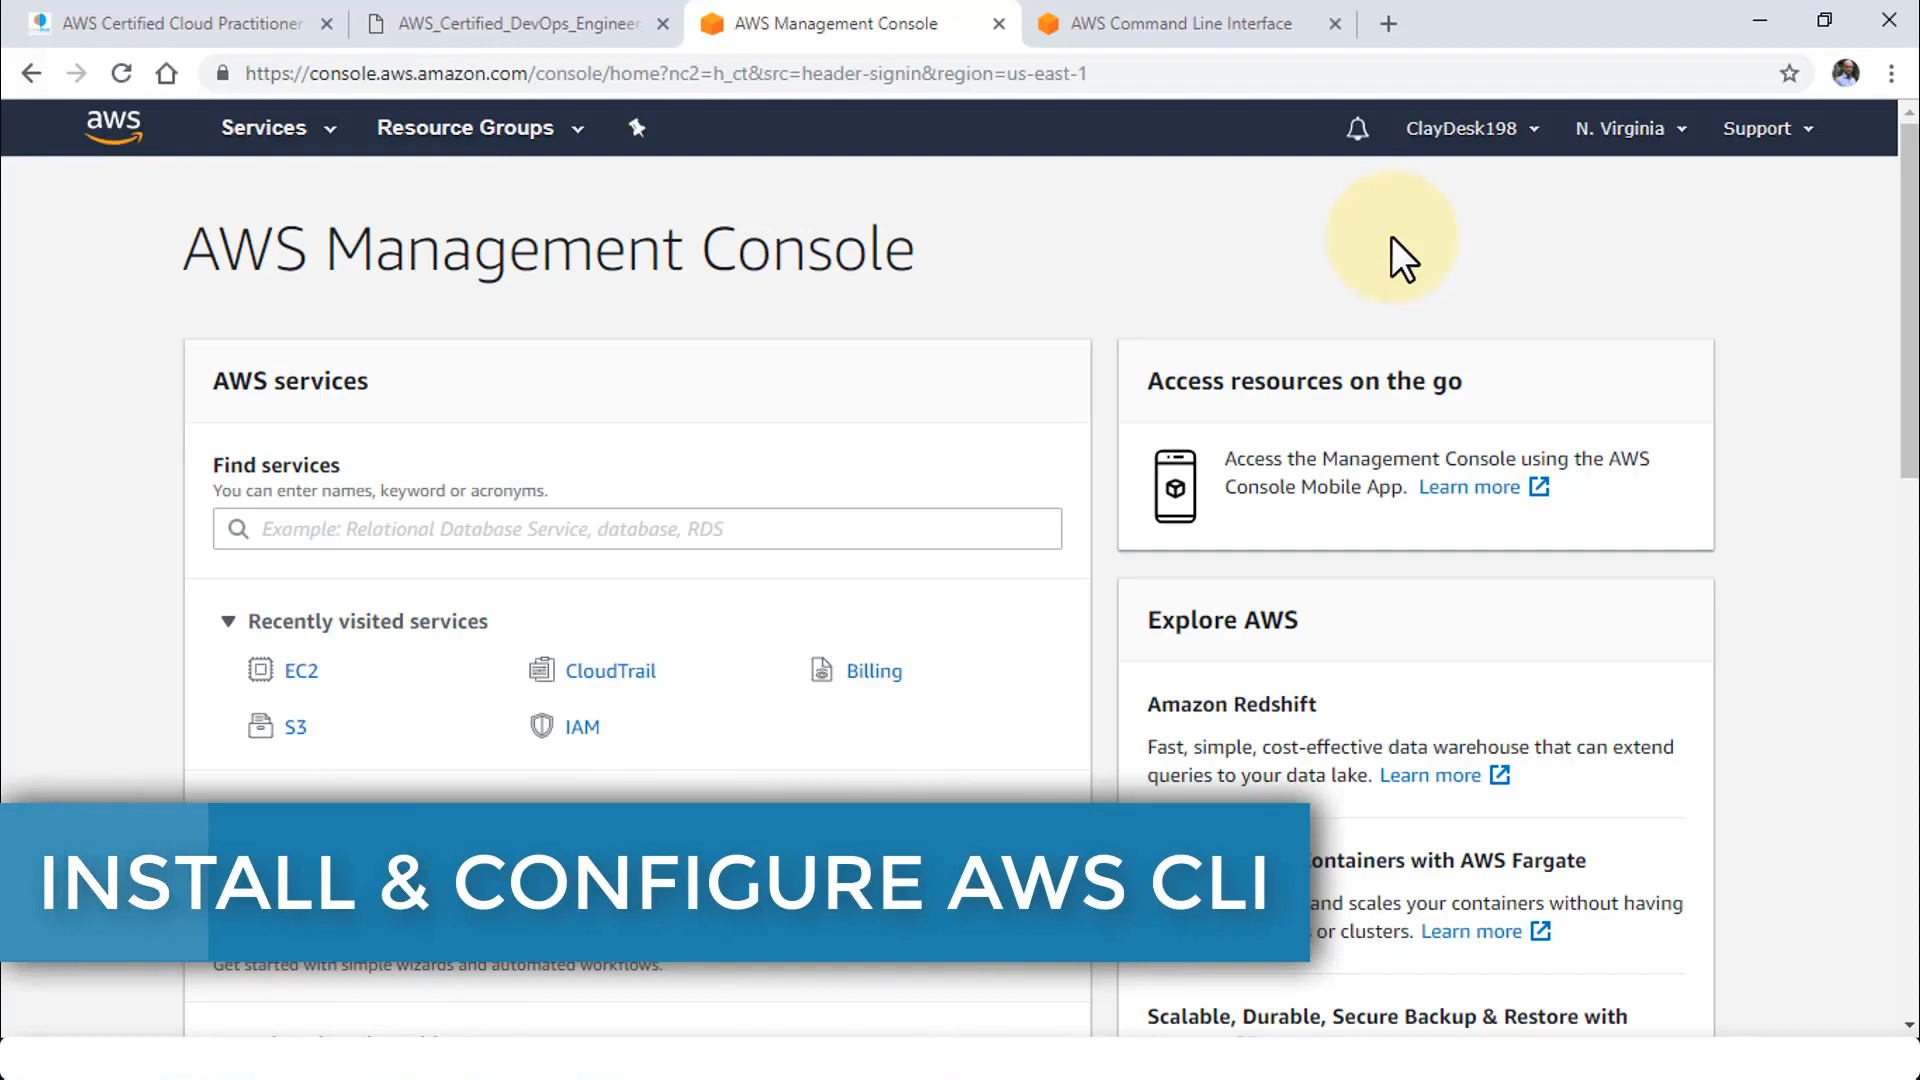 AWS Certified Cloud Practitioner
AWS_Certified_DevOps_Engineer
AWS Management Console
AWS Command Line Interface
https://console.aws.amazon.com/console/home?nc2=h_ct&src=header-signin&region=us-east-1
aws
Services
Resource Groups
ClayDesk198
N. Virginia
Support
AWS Management Console
AWS services
Find services
You can enter names, keyword or acronyms.
Example: Relational Database Service, database, RDS
Recently visited services
EC2
CloudTrail
Billing
S3
IAM
Access resources on the go
Access the Management Console using the AWS
Console Mobile App. Learn more
Explore AWS
Amazon Redshift
Fast, simple, cost-effective data warehouse that can extend
queries to your data lake. Learn more
ontainers with AWS Fargate
and scales your containers without having
or clusters. Learn more
Scalable, Durable, Secure Backup & Restore with
INSTALL & CONFIGURE AWS CLI
Get started with simple wizards and automated workflows.